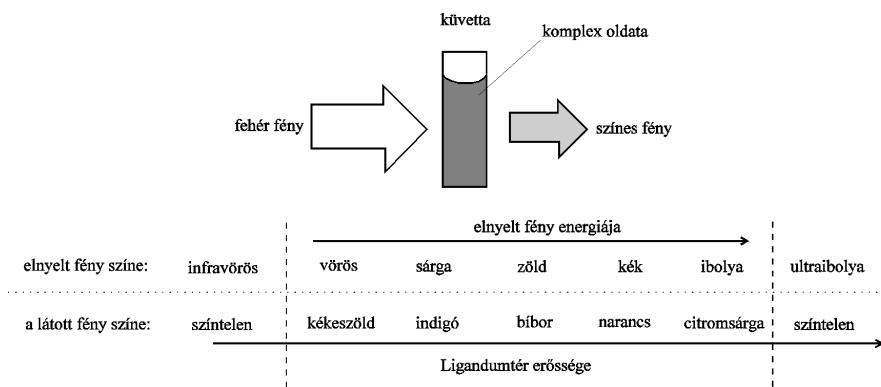 küvetta
komplex oldata
fehér fény
színes fény
elnyelt fény energiája
elnyelt fény színe: infravörös vörös sárga zöld kék ibolya ultraibolya
a látott fény színe: színtelen kékeszöld indigó bíbor narancs citromsárga színtelen
Ligandumtér erőssége